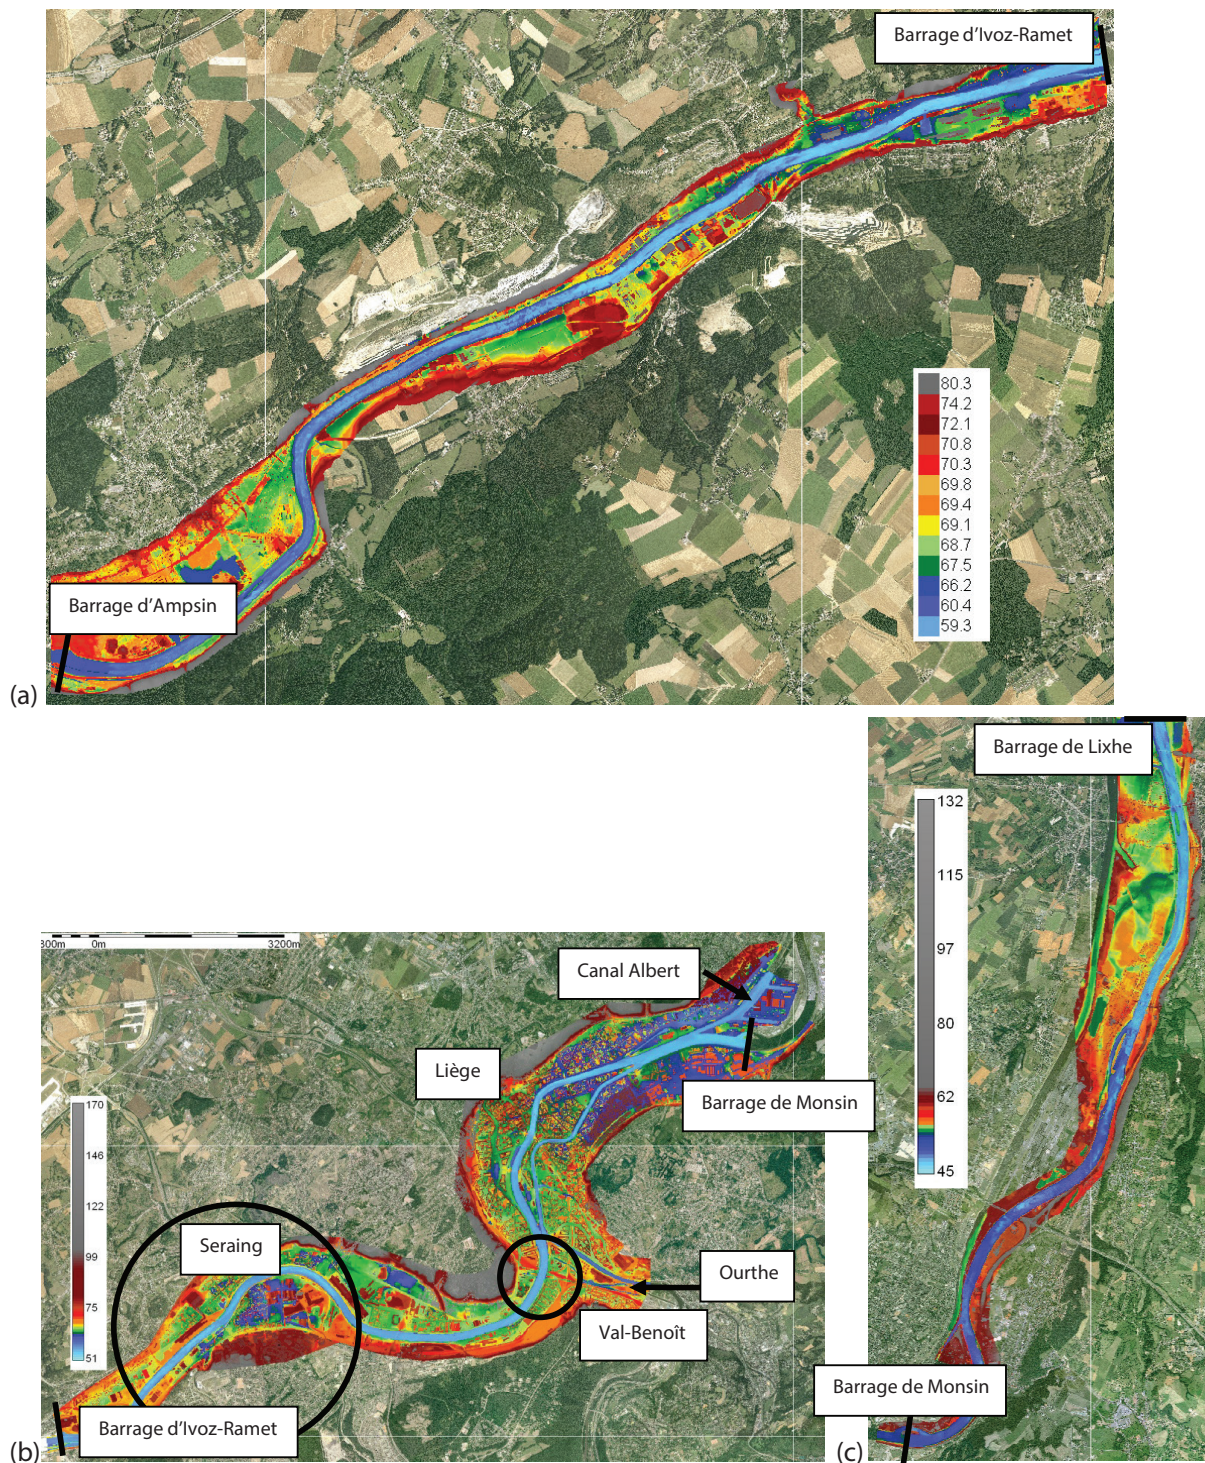 Barrage d'Ivoz-Ramet
80.3
74.2
72.1
70.8
70.3
69.8
69.4
69.1
68.7
67.5
66.2
60.4
59.3
Barrage d'Ampsin
(a)
Barrage de Lixhe
132
115
97
80
62
45
3200m
0m
Canal Albert
Liège
Barrage de Monsin
170
146
122
99
75
51
Seraing
Ourthe
Val-Benoît
Barrage d'Ivoz-Ramet
(b)
Barrage de Monsin
(c)